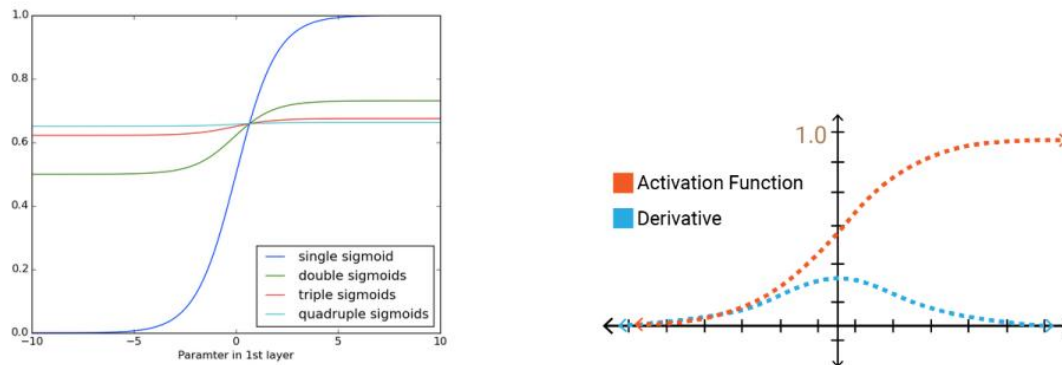 1.0
0.8
0.6
0.4
0.2
0.0
single sigmoid
double sigmoids
triple sigmoids
quadruple sigmoids
−10
−5
0
5
10
Paramter in 1st layer
1.0
Activation Function
Derivative